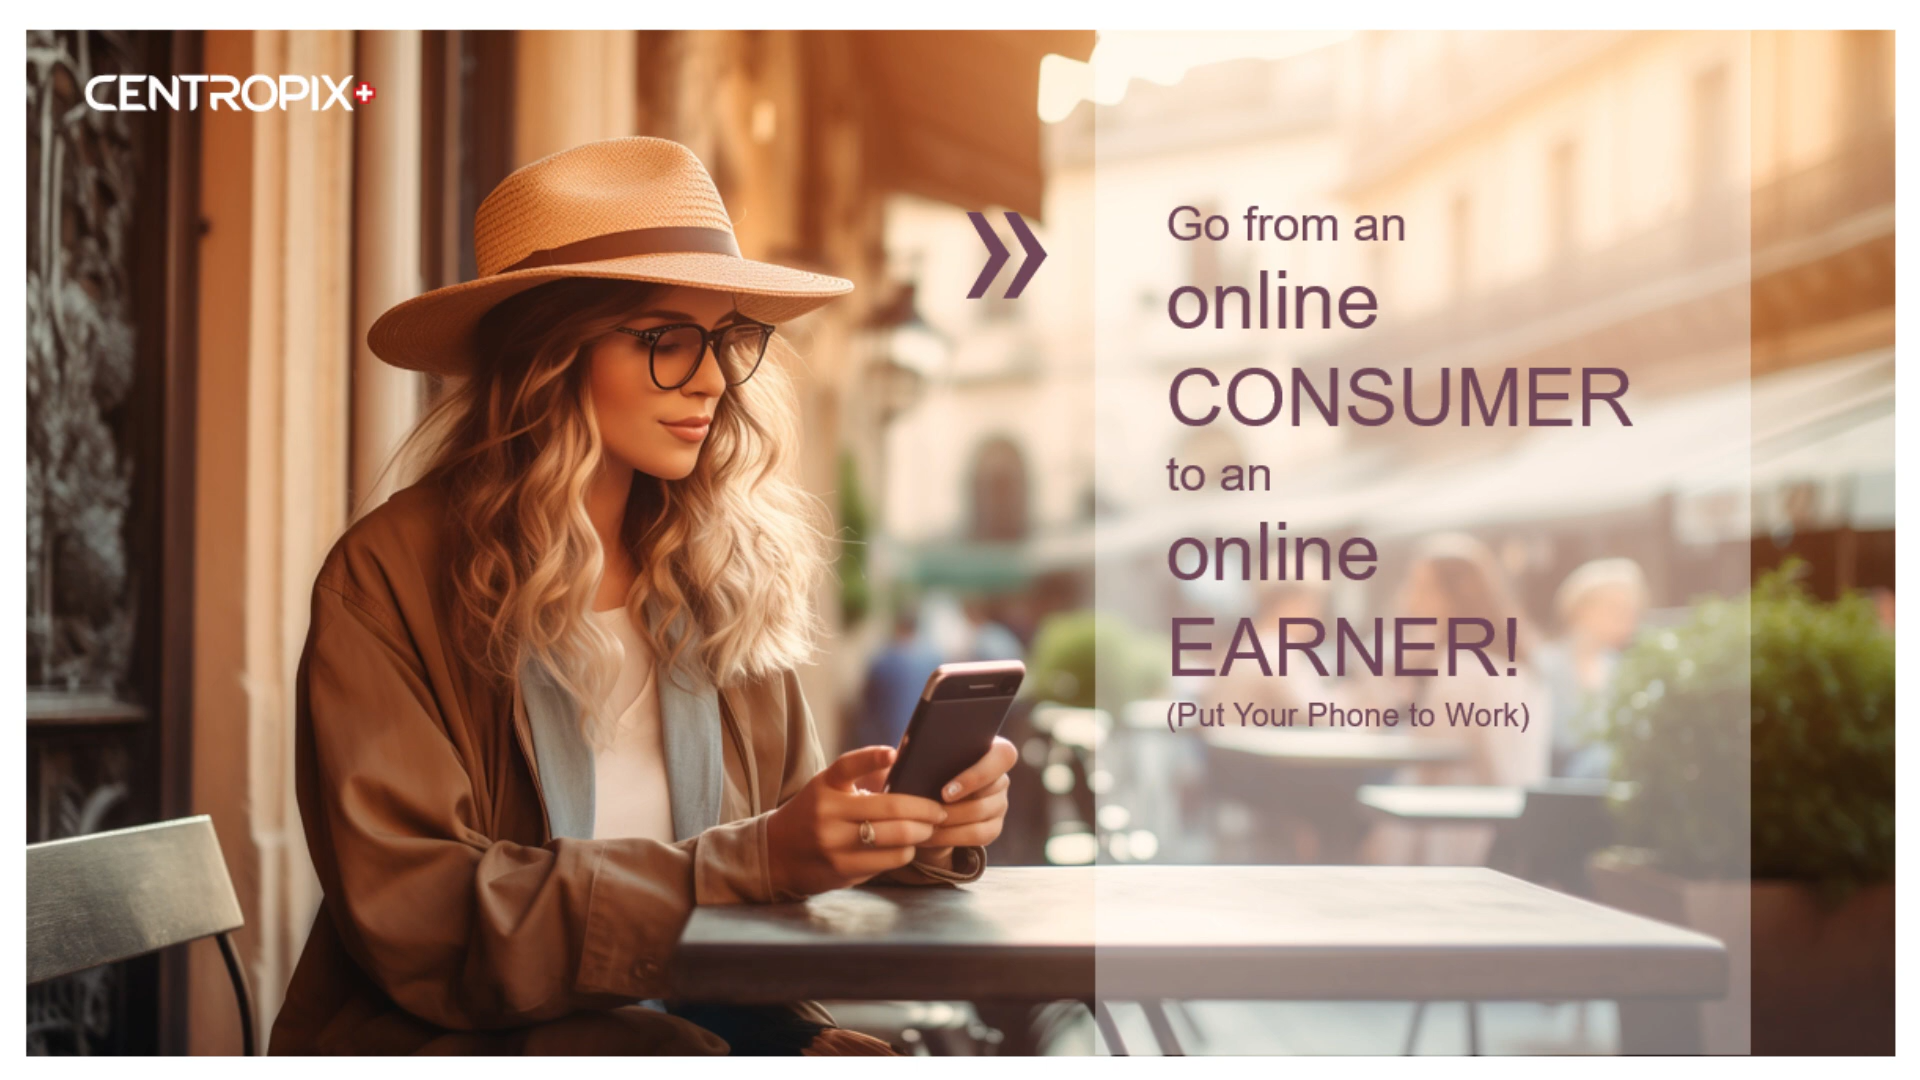 CENTROPIX
Go from an
online
CONSUMER
to an
online
EARNER!
(Put Your Phone to Work)